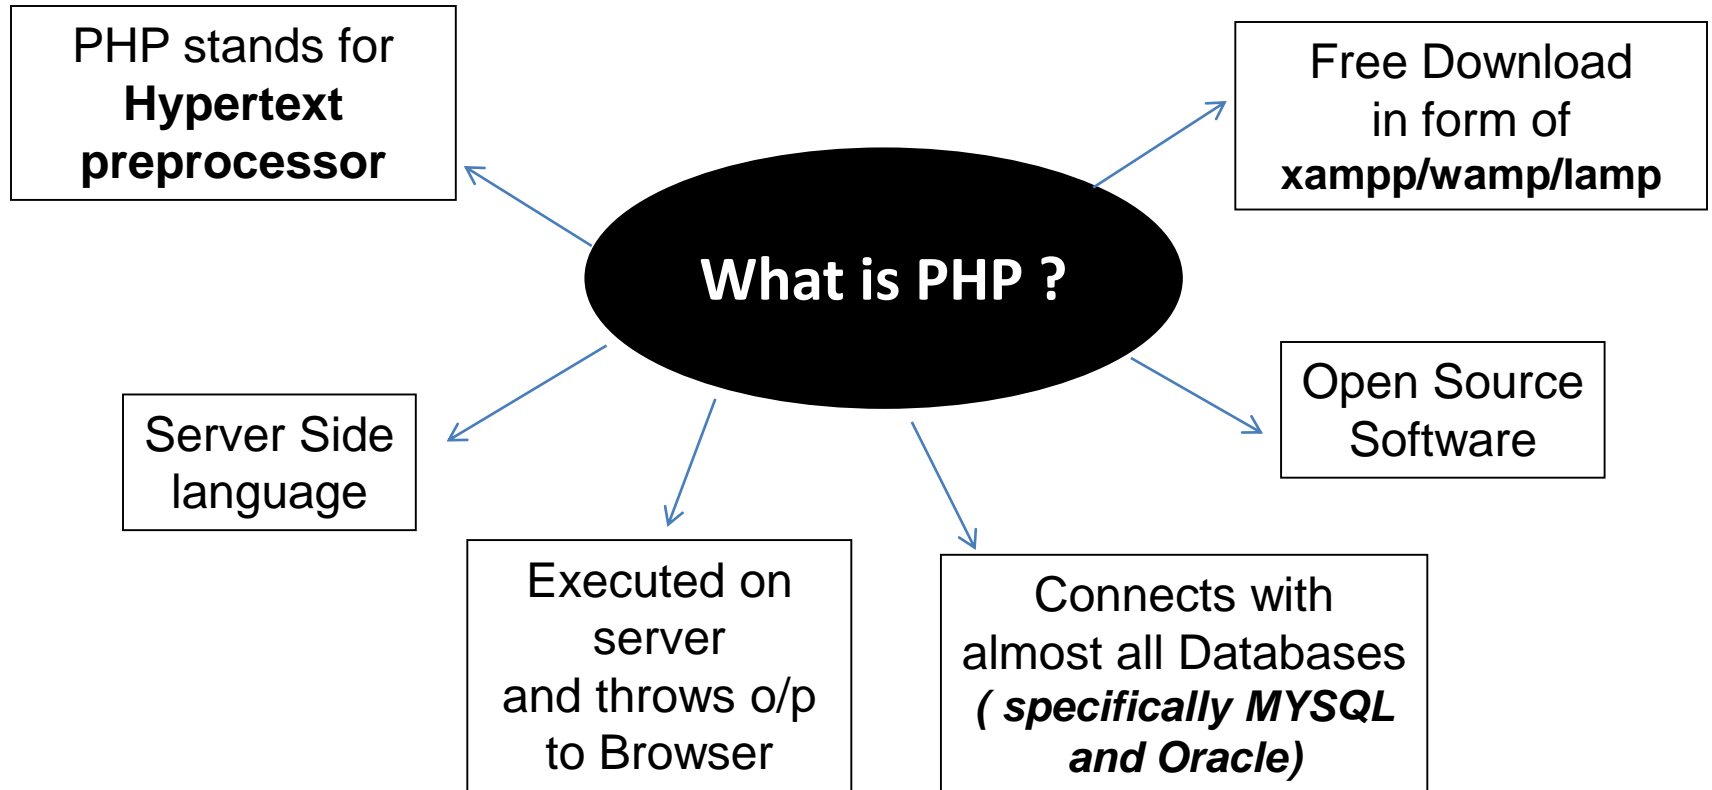 PHP stands for
Hypertext
preprocessor
Free Download
in form of
xampp/wamp/lamp
What is PHP ?
Server Side
language
Open Source
Software
Executed on
server
and throws o/p
to Browser
Connects with
almost all Databases
( specifically MYSQL
and Oracle)